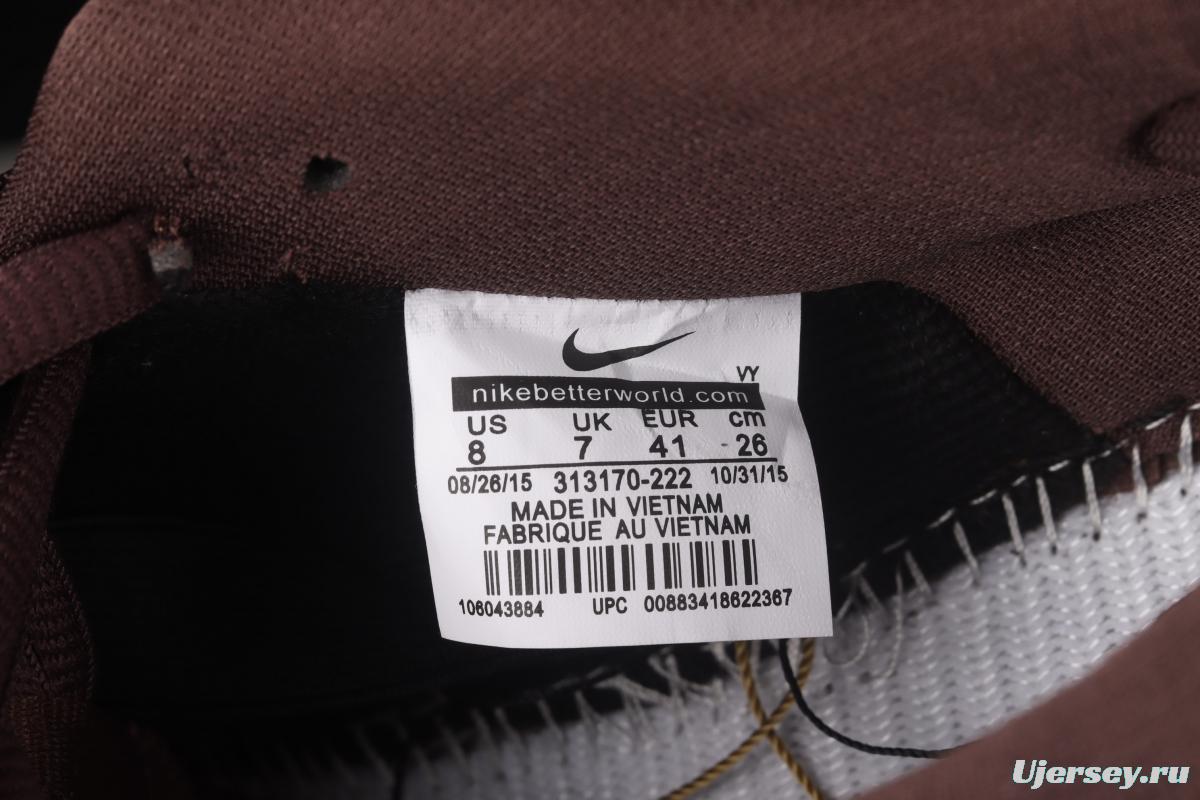 VY
nikebetterworld.com
US UK EUR cm
8 7 41 - 26
08/26/15 313170-222 10/31/15
MADE IN VIETNAM
FABRIQUE AU VIETNAM
106043884 UPC 00883418622367
Ujersey.ru